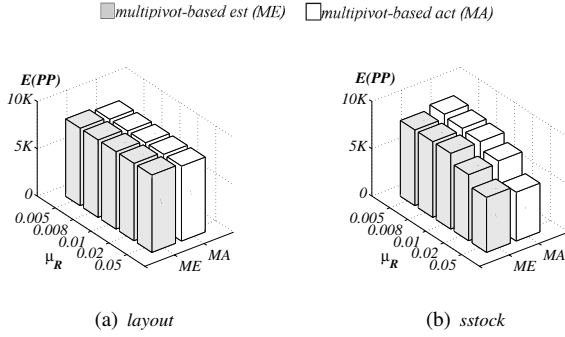 multipivot-based est (ME) multipivot-based act (MA)
E(PP)
10K
5K
0
0.005
0.008
0.01
0.02
0.05
μR
ME
MA
(a) layout
E(PP)
10K
5K
0
0.005
0.008
0.01
0.02
0.05
μR
ME
MA
(b) sstock